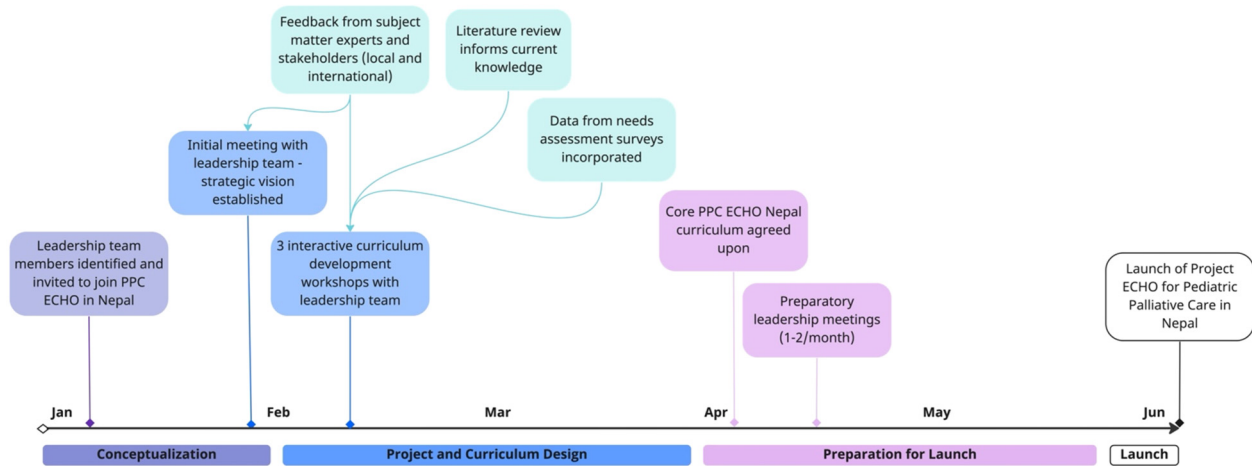 Feedback from subject
matter experts and
stakeholders (local and
international)
Literature review
informs current
knowledge
Data from needs
assessment surveys
incorporated
Initial meeting with
leadership team -
strategic vision
established
Leadership team
members identified and
invited to join PPC
ECHO in Nepal
3 interactive curriculum
development
workshops with
leadership team
Core PPC ECHO Nepal
curriculum agreed
upon
Preparatory
leadership meetings
(1-2/month)
Launch of Project
ECHO for Pediatric
Palliative Care in
Nepal
Jan Feb Mar Apr May Jun
Conceptualization Project and Curriculum Design Preparation for Launch Launch